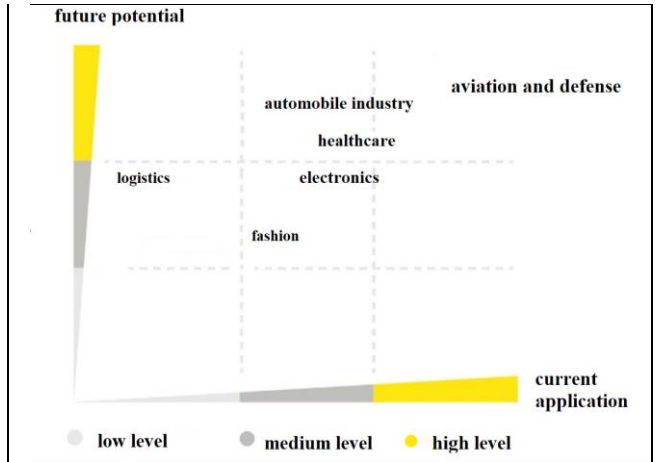 future potential
aviation and defense
automobile industry
healthcare
logistics
electronics
fashion
current
application
low level
medium level
high level